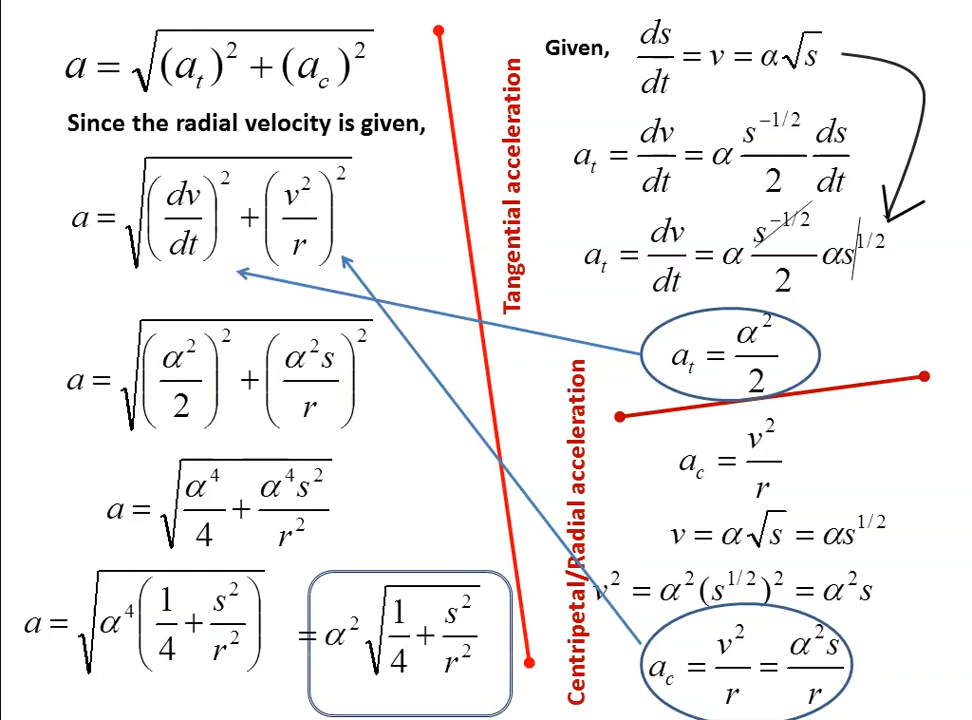 a = √((a_t)² + (a_c)²)
Since the radial velocity is given,
a = √((dv/dt)² + (v²/r)²)
a = √((α²/2)² + (α²s/r)²)
a = √(α⁴/4 + α⁴s²/r²)
a = √(α⁴(1/4 + s²/r²)) = α²√(1/4 + s²/r²)
Tangential acceleration
Given, ds/dt = v = α√s
a_t = dv/dt = α s^(-1/2)/2 ds/dt
a_t = dv/dt = α s^(-1/2)/2 αs^(1/2)
a_t = α²/2
Centripetal/Radial acceleration
a_c = v²/r
v = α√s = αs^(1/2)
v² = α²(s^(1/2))² = α²s
a_c = v²/r = α²s/r